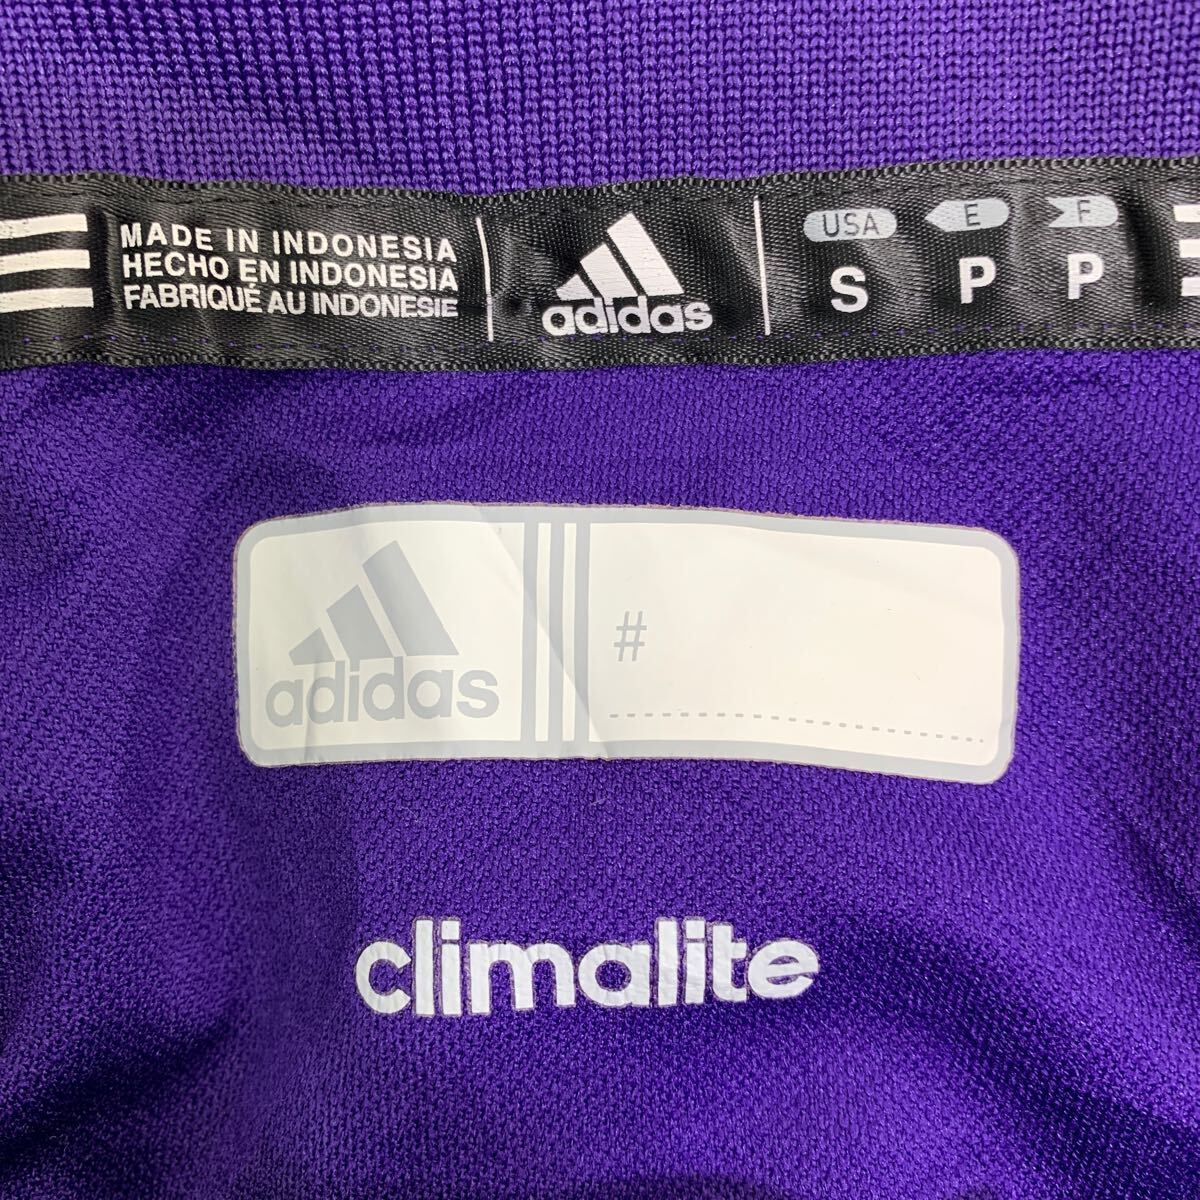 MADE IN INDONESIA
HECHO EN INDONESIA
FABRIQUÉ AU INDONESIE
adidas
USA E F
S P P
adidas
#
climalite